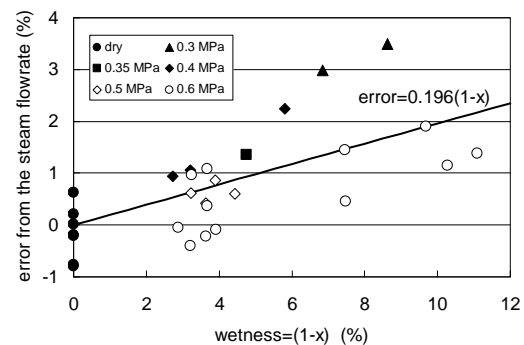 4
3
2
1
0
-1
error from the steam flowrate (%)
dry
0.3 MPa
0.35 MPa
0.4 MPa
0.5 MPa
0.6 MPa
error=0.196(1-x)
0 2 4 6 8 10 12
wetness=(1-x) (%)